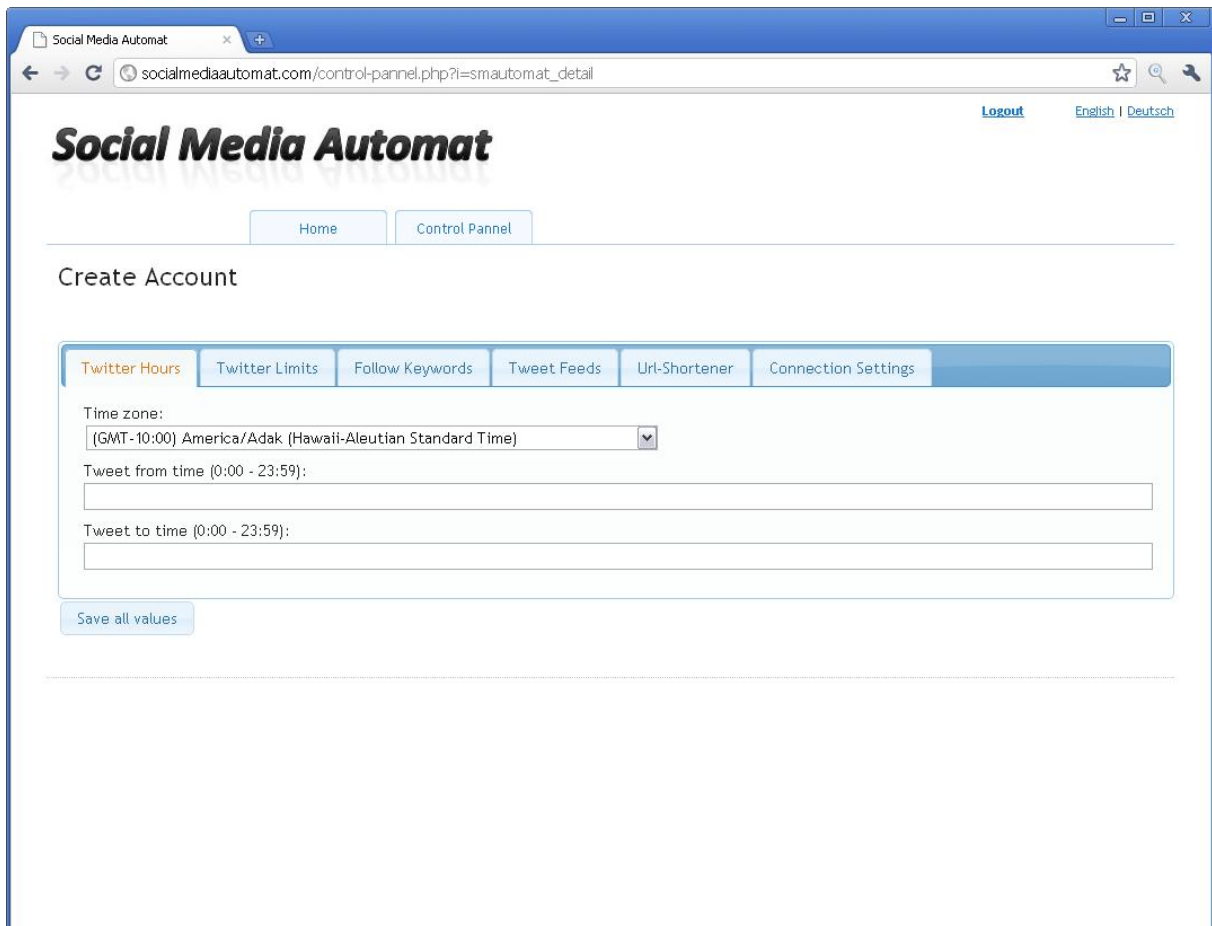 Social Media Automat
socialmediaautomat.com/control-pannel.php?i=smautomat_detail
Logout English | Deutsch
Social Media Automat
Home Control Pannel
Create Account
Twitter Hours Twitter Limits Follow Keywords Tweet Feeds Url-Shortener Connection Settings
Time zone:
(GMT-10:00) America/Adak (Hawaii-Aleutian Standard Time)
Tweet from time (0:00 - 23:59):
Tweet to time (0:00 - 23:59):
Save all values